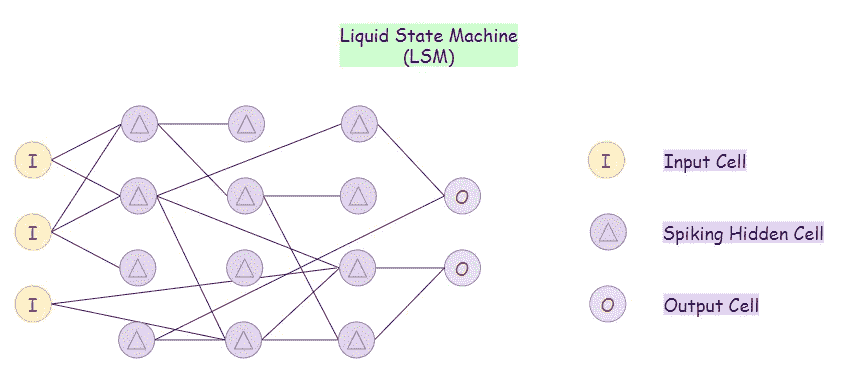 Liquid State Machine
(LSM)
I
I
I
O
O
I Input Cell
Spiking Hidden Cell
O Output Cell